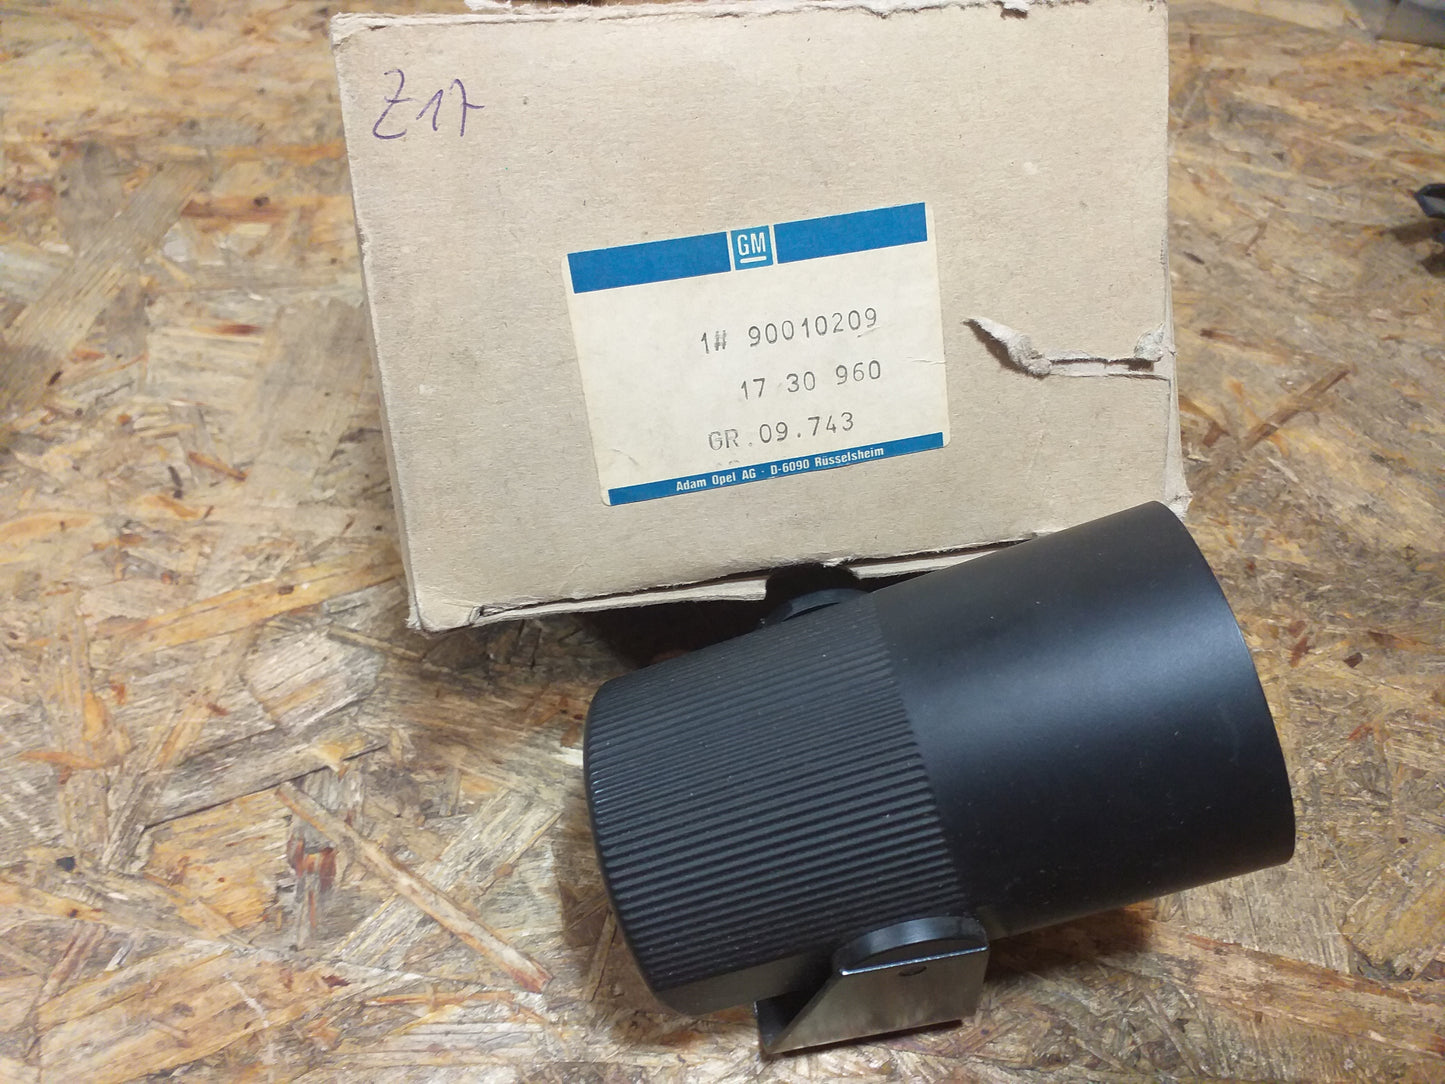 Z17
GM
1# 90010209
17 30 960
GR.09.743
Adam Opel AG · D-6090 Rüsselsheim